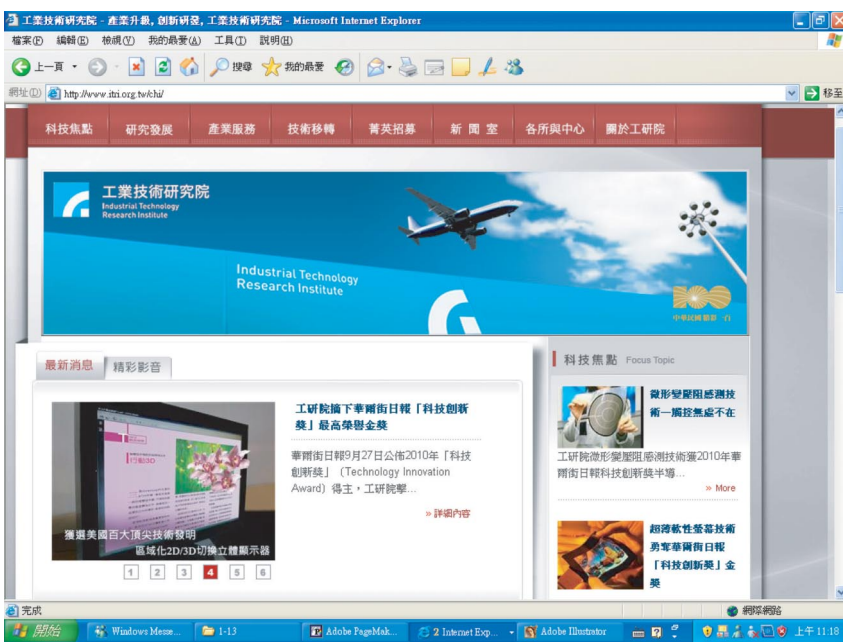 工業技術研究院 - 產業升級, 創新研發, 工業技術研究院 - Microsoft Internet Explorer
檔案(F) 編輯(E) 檢視(V) 我的最愛(A) 工具(T) 說明(H)
上一頁 搜尋 我的最愛
網址(D) http://www.itri.org.tw/chi/ 移至
科技焦點 研究發展 產業服務 技術移轉 菁英招募 新聞室 各所與中心 關於工研院
工業技術研究院
Industrial Technology
Research Institute
Industrial Technology
Research Institute
100
最新消息 精彩影音
工研院摘下華爾街日報「科技創新
獎」最高榮譽金獎
華爾街日報9月27日公佈2010年「科技
創新獎」（Technology Innovation
Award）得主，工研院擊...
» 詳細內容
獲選美國百大頂尖技術發明
區域化2D/3D切換立體顯示器
1 2 3 4 5 6
科技焦點 Focus Topic
微形變壓阻感測技
術—觸控無處不在
工研院微形變壓阻感測技術獲2010年華
爾街日報科技創新獎半導...
» More
超薄軟性螢幕技術
勇奪華爾街日報
「科技創新獎」金
獎
完成 網際網路
開始 Windows Messe... 1-13 Adobe PageMak... 2 Internet Exp... Adobe Illustrator 上午 11:18